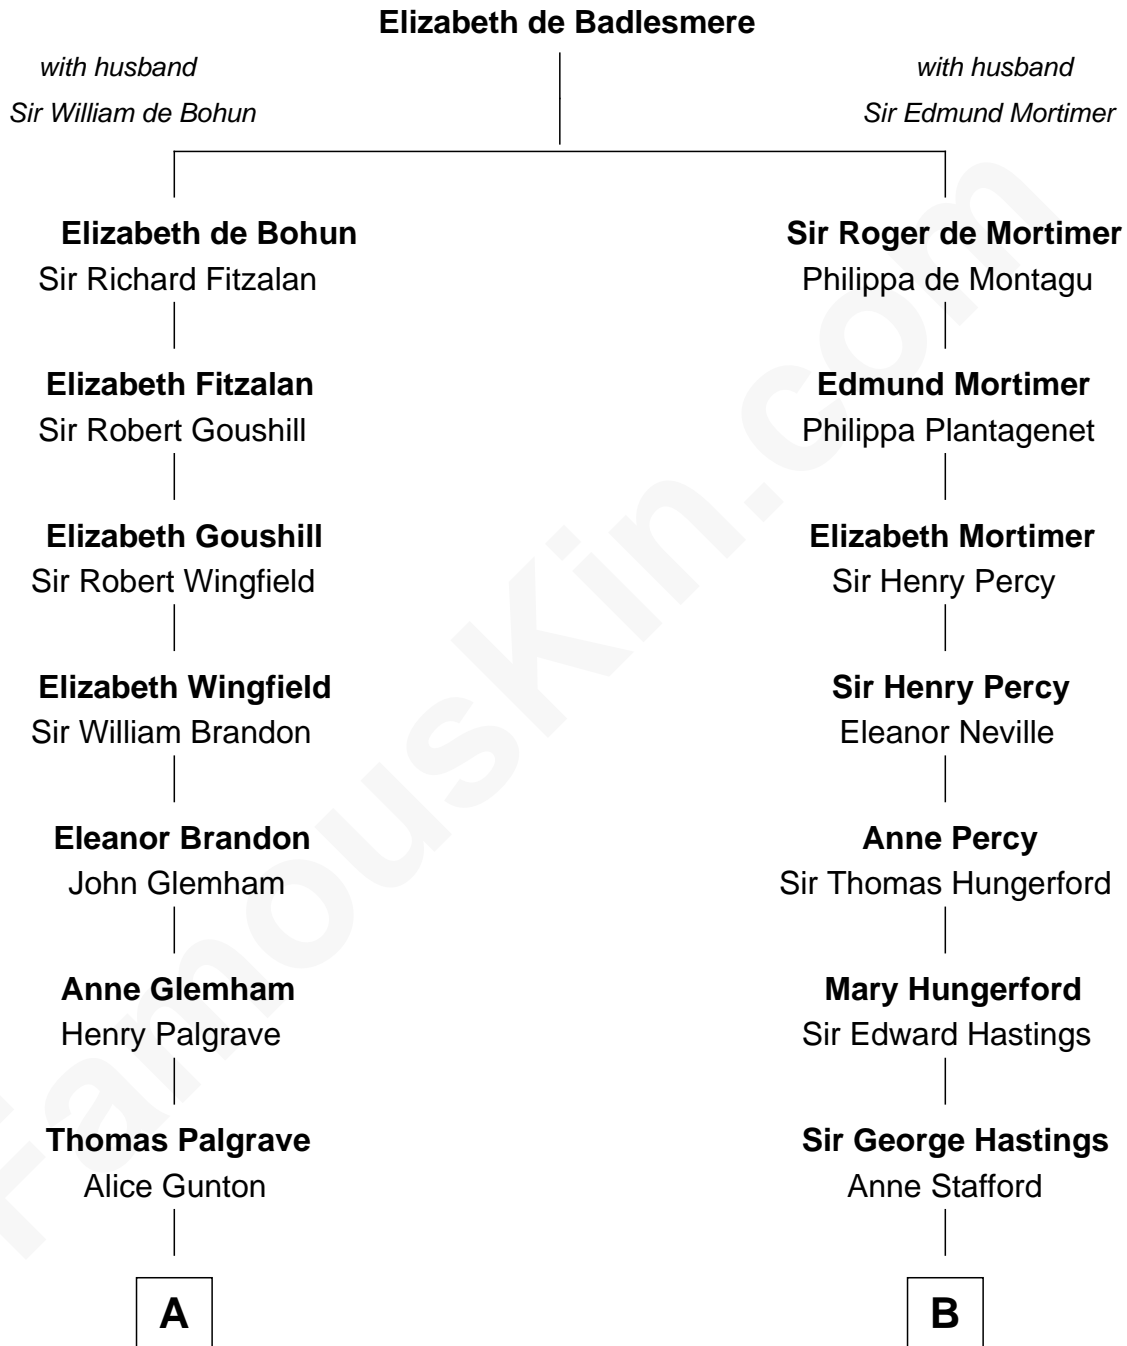 Elizabeth de Badlesmere
with husband
Sir William de Bohun
with husband
Sir Edmund Mortimer
Elizabeth de Bohun
Sir Richard Fitzalan
Sir Roger de Mortimer
Philippa de Montagu
Elizabeth Fitzalan
Sir Robert Goushill
Edmund Mortimer
Philippa Plantagenet
Elizabeth Goushill
Sir Robert Wingfield
Elizabeth Mortimer
Sir Henry Percy
Elizabeth Wingfield
Sir William Brandon
Sir Henry Percy
Eleanor Neville
Eleanor Brandon
John Glemham
Anne Percy
Sir Thomas Hungerford
Anne Glemham
Henry Palgrave
Mary Hungerford
Sir Edward Hastings
Thomas Palgrave
Alice Gunton
Sir George Hastings
Anne Stafford
A
B
FamousKin.com